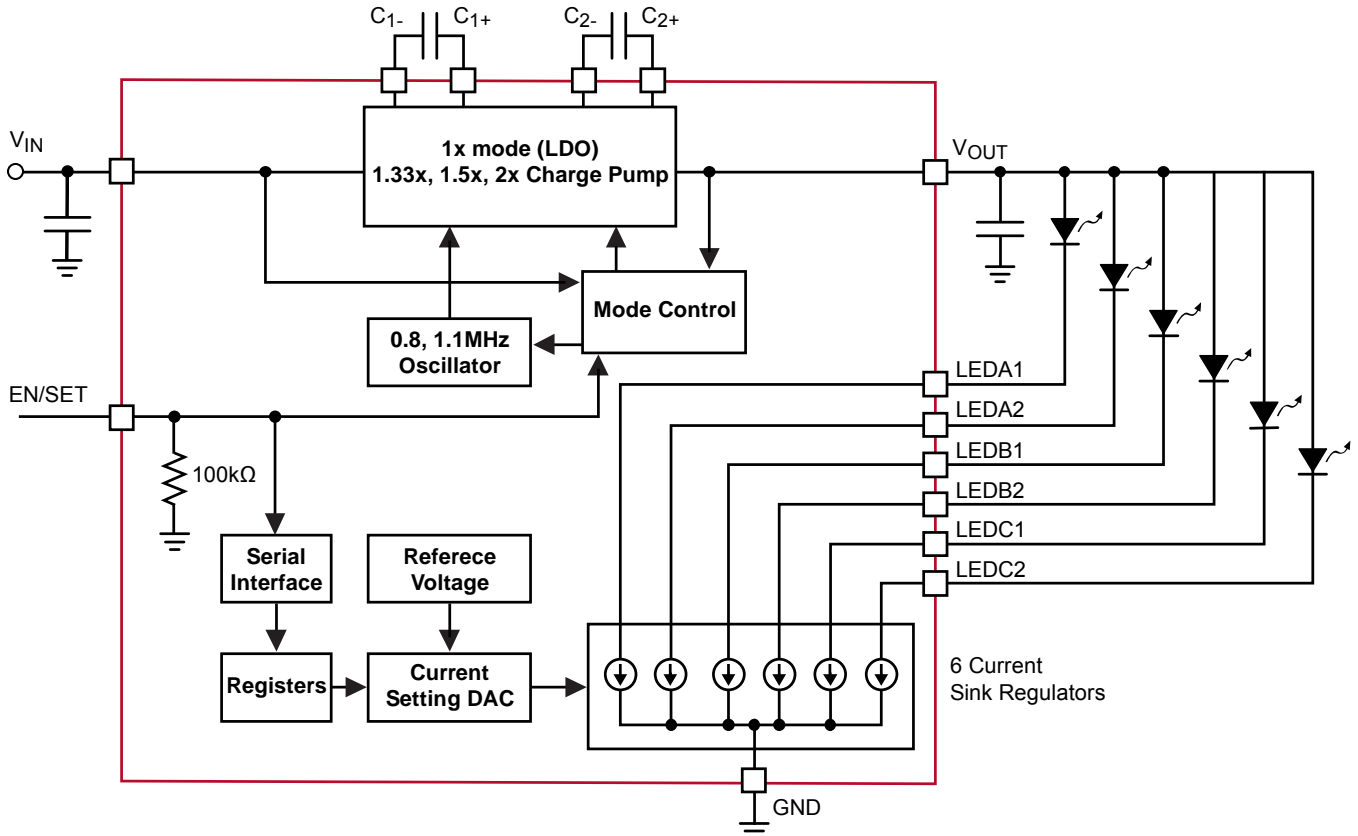 C1- C1+ C2- C2+
VIN
1x mode (LDO)
1.33x, 1.5x, 2x Charge Pump
VOUT
Mode Control
0.8, 1.1MHz
Oscillator
EN/SET
100kΩ
LEDA1
LEDA2
LEDB1
LEDB2
LEDC1
LEDC2
Serial
Interface
Referece
Voltage
Registers
Current
Setting DAC
6 Current
Sink Regulators
GND